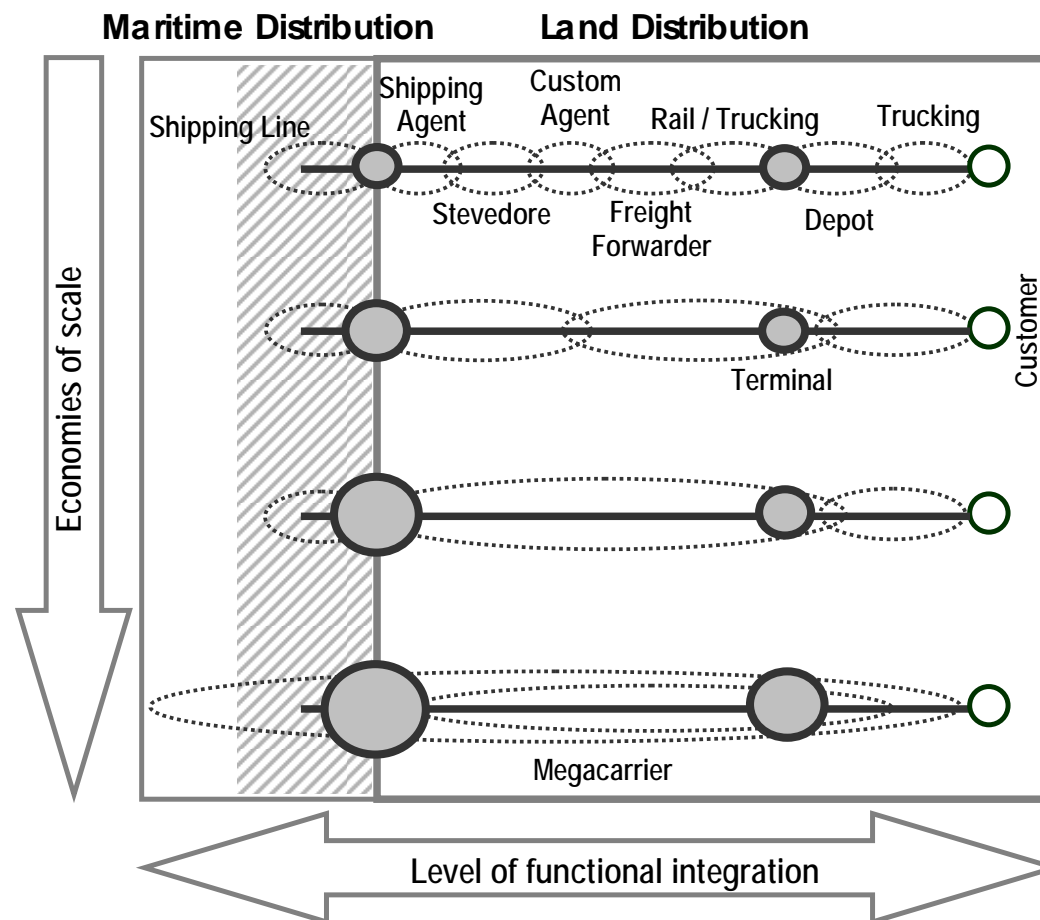 Maritime Distribution
Land Distribution
Shipping
Agent
Custom
Agent
Shipping Line
Rail / Trucking
Trucking
Stevedore
Freight
Forwarder
Depot
Economies of scale
Customer
Terminal
Megacarrier
Level of functional integration